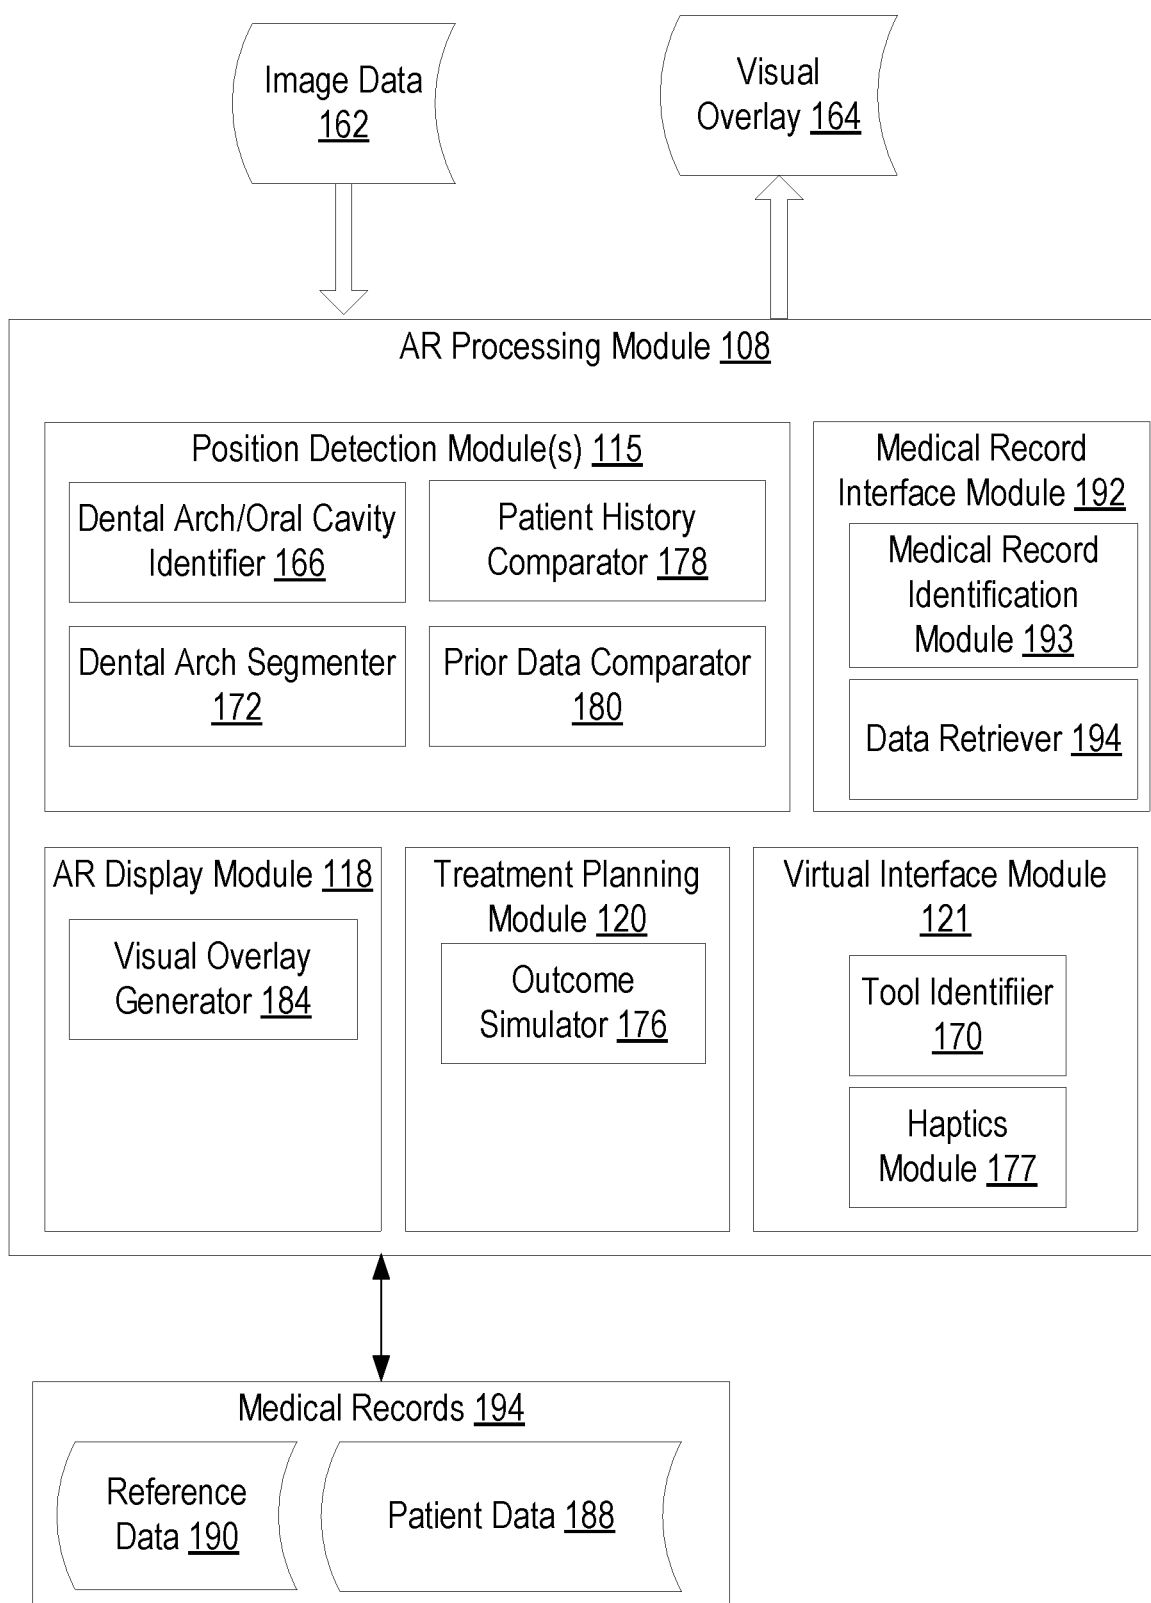 Image Data
162
Visual
Overlay 164
AR Processing Module 108
Position Detection Module(s) 115
Dental Arch/Oral Cavity
Identifier 166
Patient History
Comparator 178
Dental Arch Segmenter
172
Prior Data Comparator
180
Medical Record
Interface Module 192
Medical Record
Identification
Module 193
Data Retriever 194
AR Display Module 118
Visual Overlay
Generator 184
Treatment Planning
Module 120
Outcome
Simulator 176
Virtual Interface Module
121
Tool Identifiier
170
Haptics
Module 177
Medical Records 194
Reference
Data 190
Patient Data 188